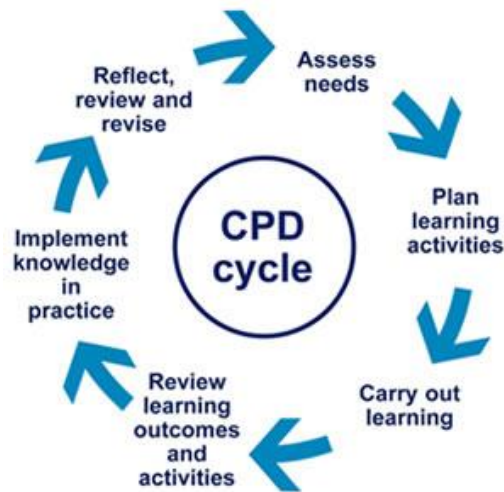 CPD
cycle
Assess
needs
Plan
learning
activities
Carry out
learning
Review
learning
outcomes
and
activities
Implement
knowledge
in
practice
Reflect,
review and
revise